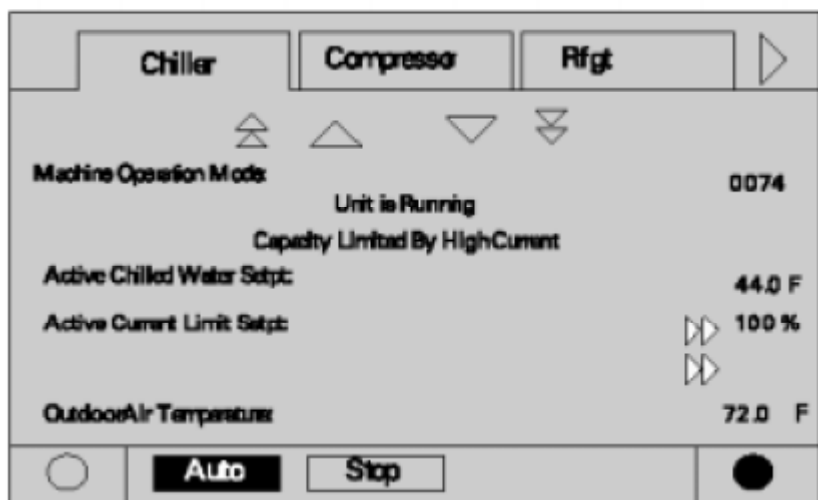 Chiller Compressor Rfgt
Machine Operation Mode: 0074
Unit is Running
Capacity Limited By High Current
Active Chilled Water Setpt: 44.0 F
Active Current Limit Setpt: 100 %
Outdoor Air Temperature: 72.0 F
Auto Stop